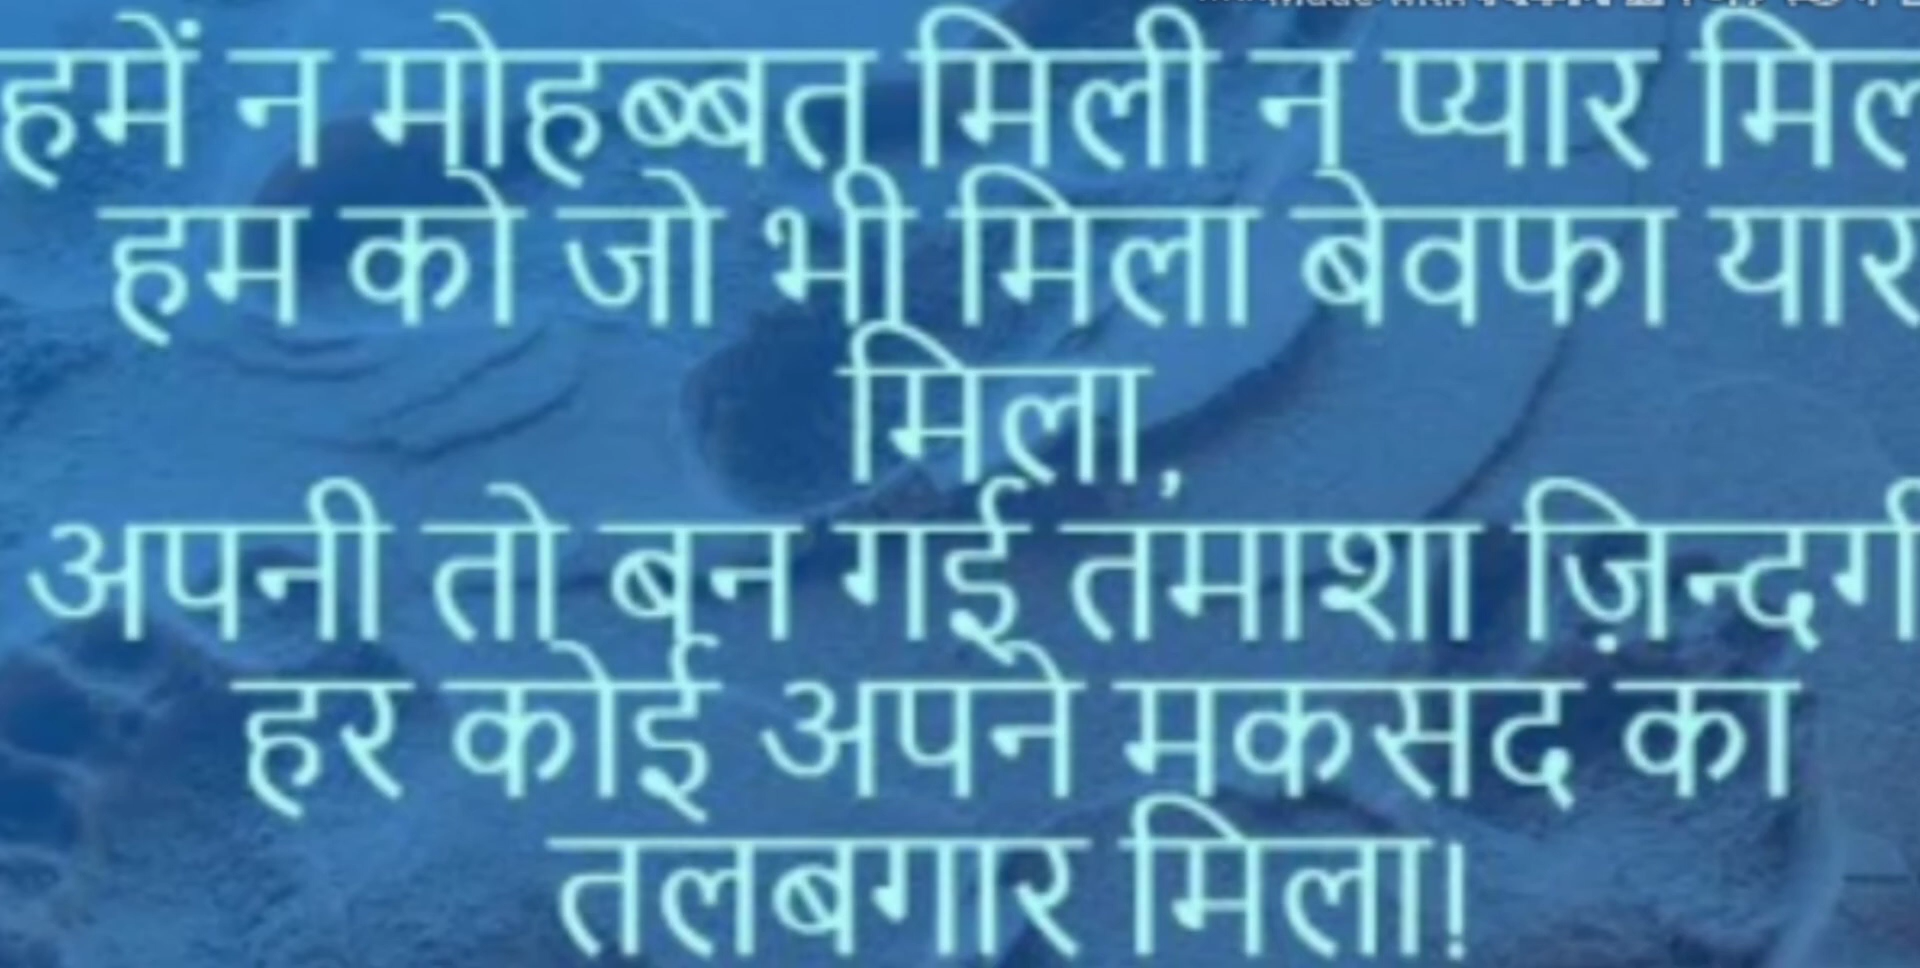 हमें न मोहब्बत मिली न प्यार मिल
हम को जो भी मिला बेवफा यार
मिला,
अपनी तो बन गई तमाशा ज़िन्दगी
हर कोई अपने मकसद का
तलबगार मिला!